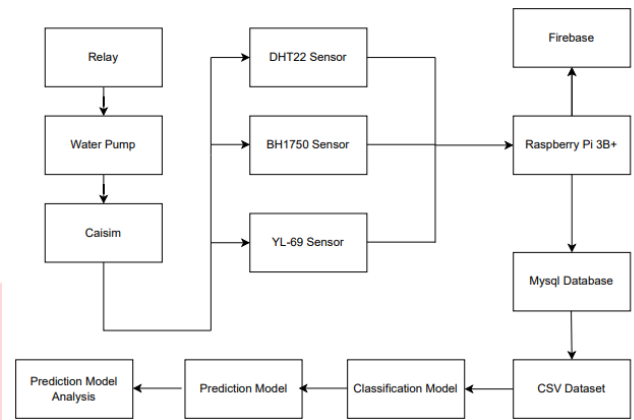 Relay
DHT22 Sensor
Firebase
Water Pump
BH1750 Sensor
Raspberry Pi 3B+
Caisim
YL-69 Sensor
Mysql Database
Prediction Model
Analysis
Prediction Model
Classification Model
CSV Dataset